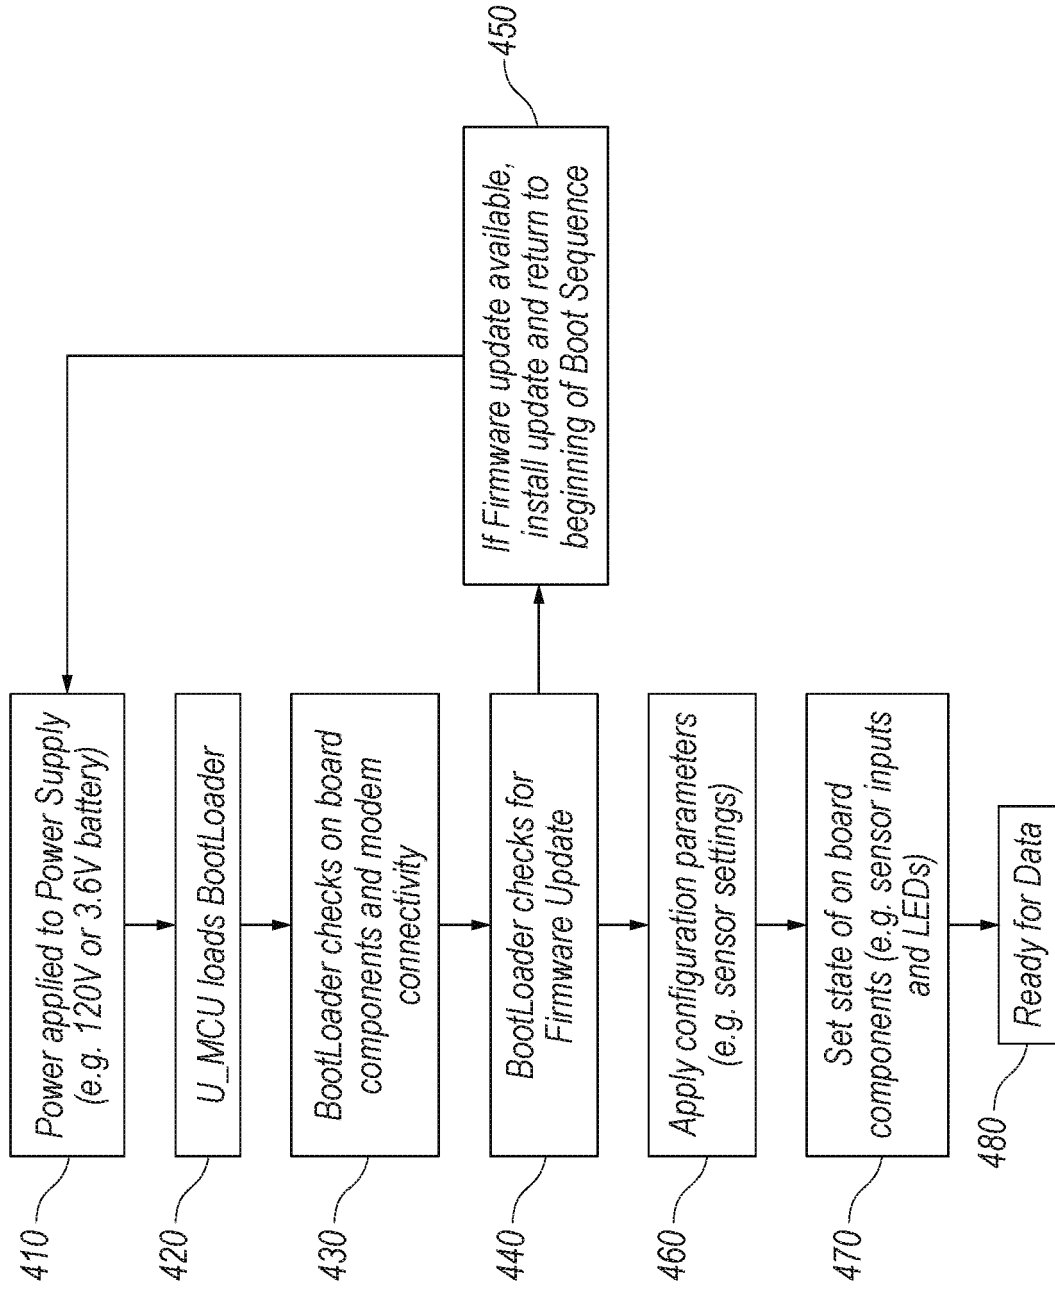 410
Power applied to Power Supply
(e.g. 120V or 3.6V battery)
420
U_MCU loads BootLoader
430
BootLoader checks on board
components and modem
connectivity
440
BootLoader checks for
Firmware Update
450
If Firmware update available,
install update and return to
beginning of Boot Sequence
460
Apply configuration parameters
(e.g. sensor settings)
470
Set state of on board
components (e.g. sensor inputs
and LEDs)
480
Ready for Data